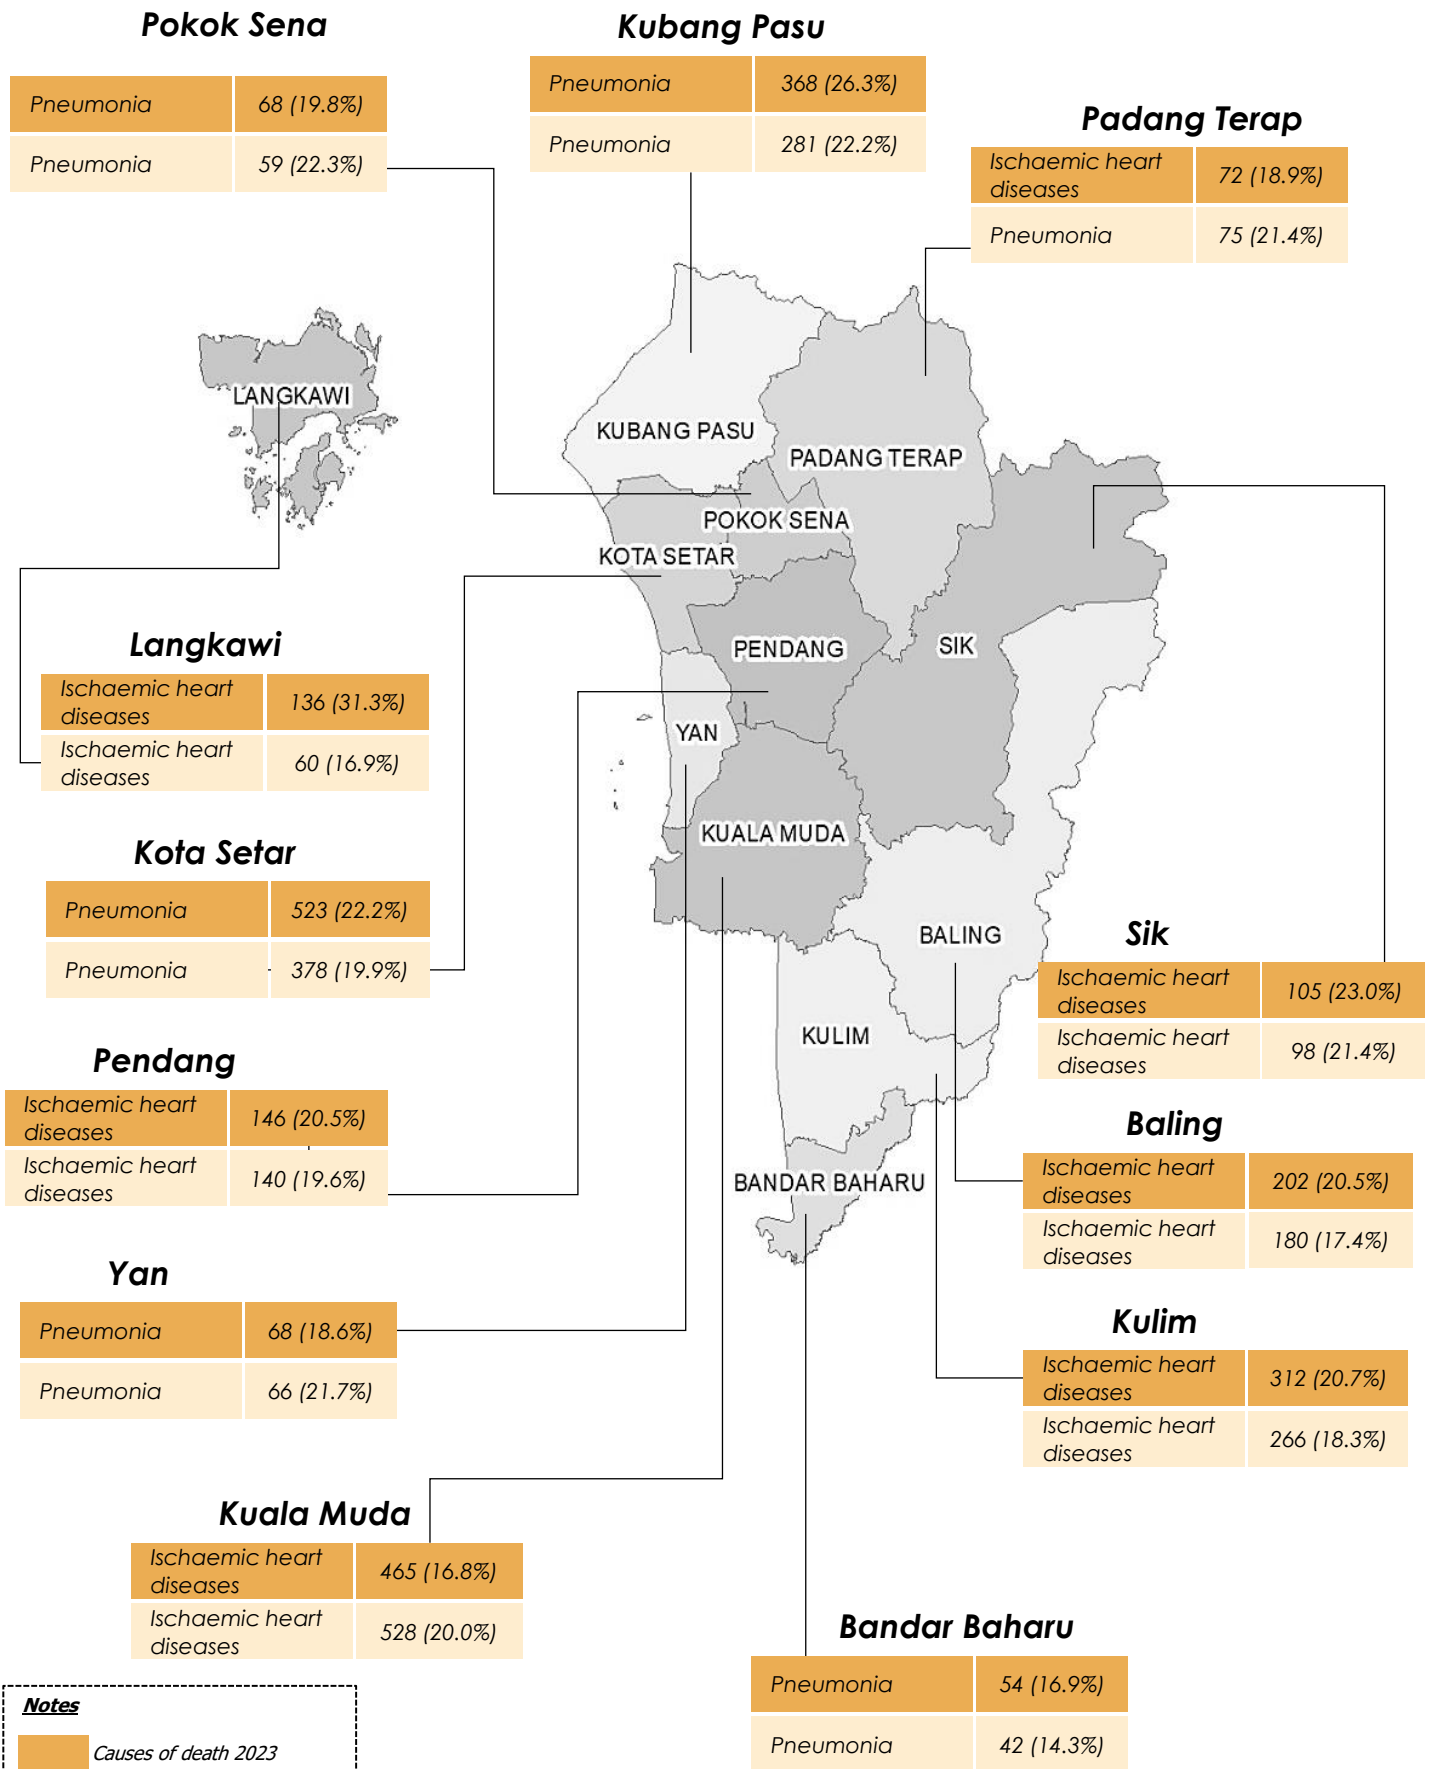 Pokok Sena
Pneumonia 68 (19.8%)
Pneumonia 59 (22.3%)
Kubang Pasu
Pneumonia 368 (26.3%)
Pneumonia 281 (22.2%)
Padang Terap
Ischaemic heart
diseases 72 (18.9%)
Pneumonia 75 (21.4%)
LANGKAWI
KUBANG PASU
PADANG TERAP
POKOK SENA
KOTA SETAR
PENDANG
SIK
YAN
KUALA MUDA
BALING
KULIM
BANDAR BAHARU
Langkawi
Ischaemic heart
diseases 136 (31.3%)
Ischaemic heart
diseases 60 (16.9%)
Kota Setar
Pneumonia 523 (22.2%)
Pneumonia 378 (19.9%)
Pendang
Ischaemic heart
diseases 146 (20.5%)
Ischaemic heart
diseases 140 (19.6%)
Yan
Pneumonia 68 (18.6%)
Pneumonia 66 (21.7%)
Kuala Muda
Ischaemic heart
diseases 465 (16.8%)
Ischaemic heart
diseases 528 (20.0%)
Sik
Ischaemic heart
diseases 105 (23.0%)
Ischaemic heart
diseases 98 (21.4%)
Baling
Ischaemic heart
diseases 202 (20.5%)
Ischaemic heart
diseases 180 (17.4%)
Kulim
Ischaemic heart
diseases 312 (20.7%)
Ischaemic heart
diseases 266 (18.3%)
Bandar Baharu
Pneumonia 54 (16.9%)
Pneumonia 42 (14.3%)
Notes
Causes of death 2023